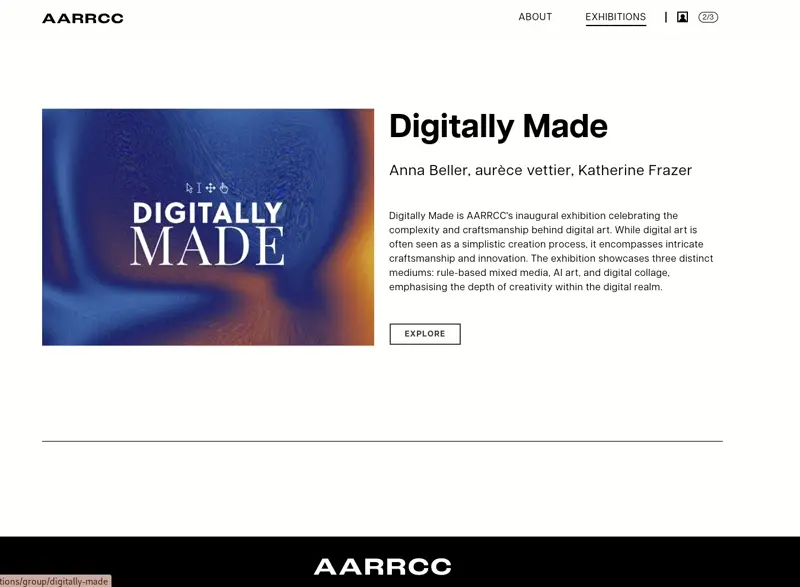 AARRCC
ABOUT
EXHIBITIONS
2/3
DIGITALLY
MADE
Digitally Made
Anna Beller, aurèce vettier, Katherine Frazer
Digitally Made is AARRCC's inaugural exhibition celebrating the
complexity and craftsmanship behind digital art. While digital art is
often seen as a simplistic creation process, it encompasses intricate
craftsmanship and innovation. The exhibition showcases three distinct
mediums: rule-based mixed media, AI art, and digital collage,
emphasising the depth of creativity within the digital realm.
EXPLORE
AARRCC
tions/group/digitally-made